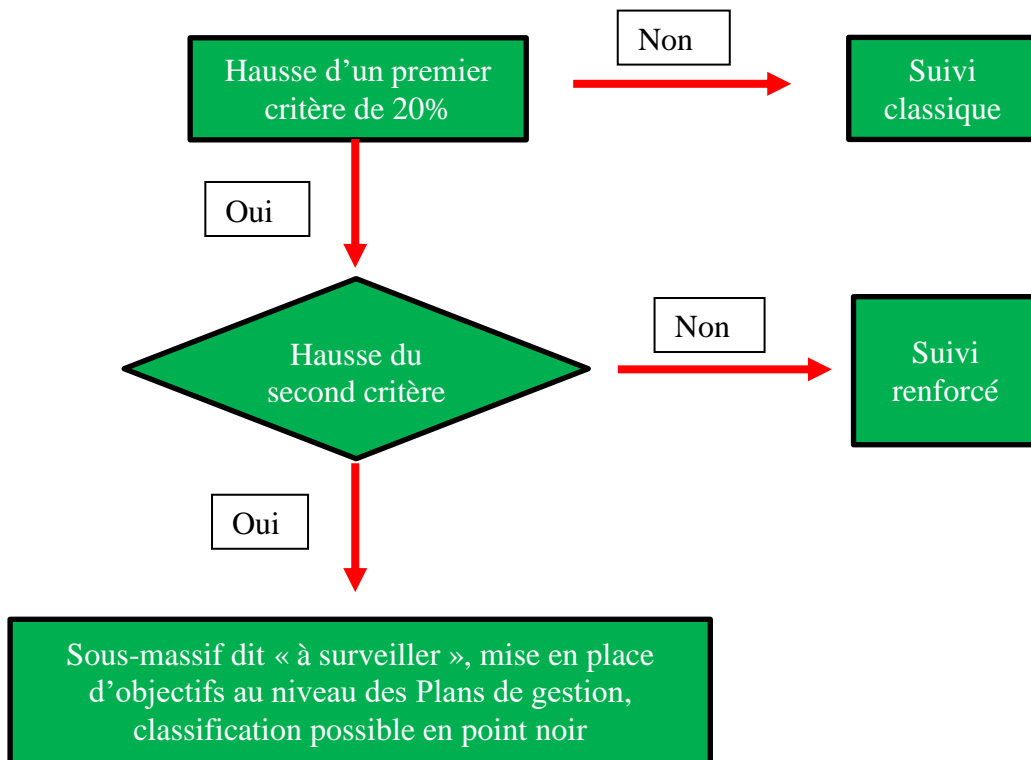 Hausse d’un premier
critère de 20%
Non
Suivi
classique
Oui
Hausse du
second critère
Non
Suivi
renforcé
Oui
Sous-massif dit « à surveiller », mise en place
d’objectifs au niveau des Plans de gestion,
classification possible en point noir